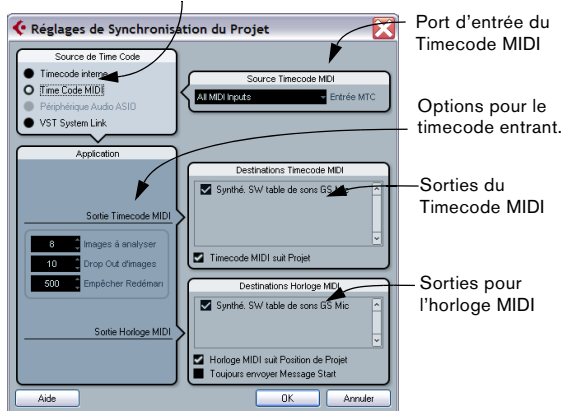 Réglages de Synchronisation du Projet
Port d'entrée du
Timecode MIDI
Source de Time Code
Timecode interne
Time Code MIDI
Périphérique Audio ASIO
VST System Link
Source Timecode MIDI
All MIDI Inputs
Entrée MTC
Options pour le
timecode entrant.
Application
Sortie Timecode MIDI
8 Images á analyser
10 Drop Out d'images
500 Empêcher Redémarı
Sortie Horloge MIDI
Destinations Timecode MIDI
Synthé. SW table de sons GS Mic
Timecode MIDI suit Projet
Sorties du
Timecode MIDI
Destinations Horloge MIDI
Synthé. SW table de sons GS Mic
Horloge MIDI suit Position de Projet
Toujours envoyer Message Start
Sorties pour
l'horloge MIDI
Aide
OK
Annuler